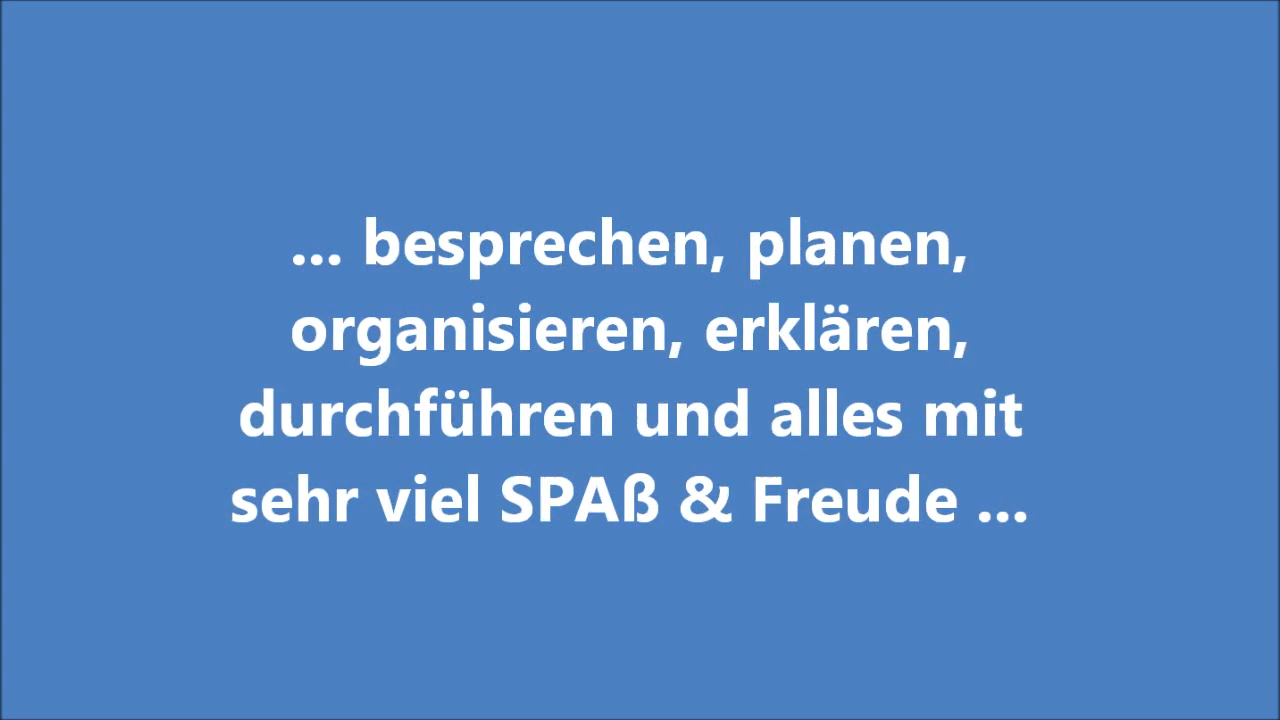 ... besprechen, planen,
organisieren, erklären,
durchführen und alles mit
sehr viel SPAß & Freude ...